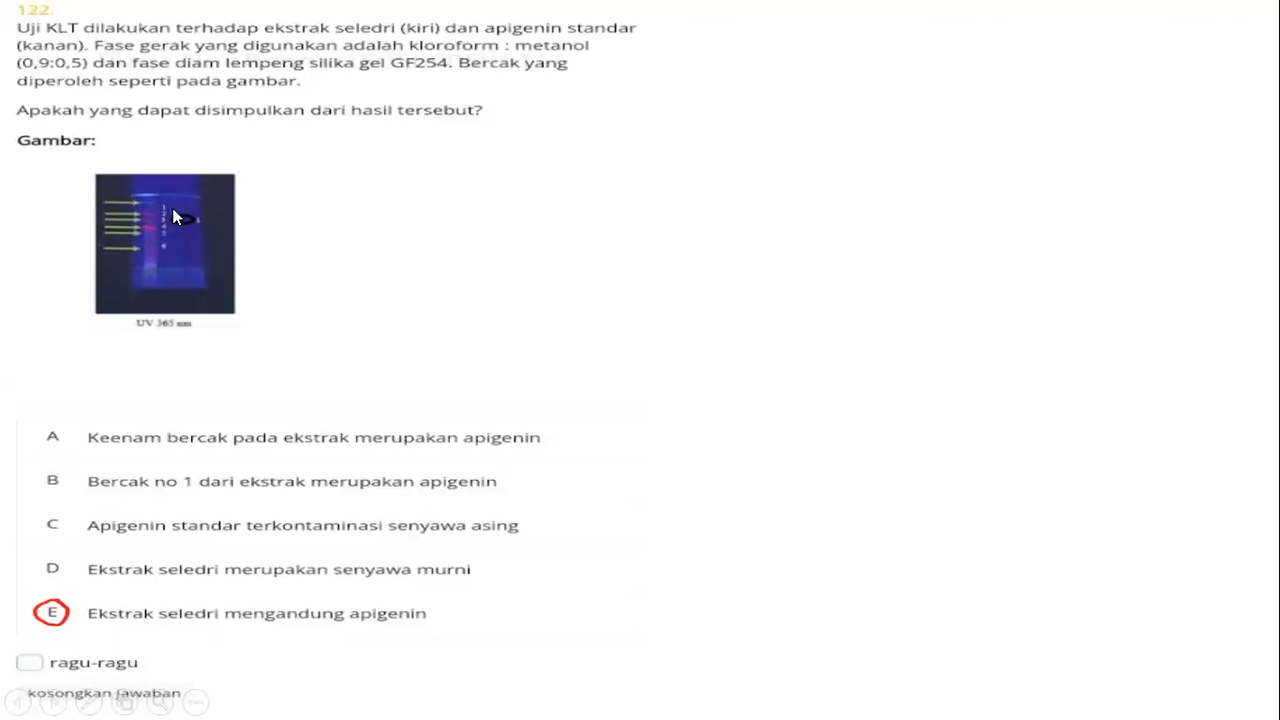 122.
Uji KLT dilakukan terhadap ekstrak seledri (kiri) dan apigenin standar
(kanan). Fase gerak yang digunakan adalah kloroform : metanol
(0,9:0,5) dan fase diam lempeng silika gel GF254. Bercak yang
diperoleh seperti pada gambar.
Apakah yang dapat disimpulkan dari hasil tersebut?
Gambar:
UV 365 nm
A Keenam bercak pada ekstrak merupakan apigenin
B Bercak no 1 dari ekstrak merupakan apigenin
C Apigenin standar terkontaminasi senyawa asing
D Ekstrak seledri merupakan senyawa murni
E Ekstrak seledri mengandung apigenin
ragu-ragu
kosongkan jawaban